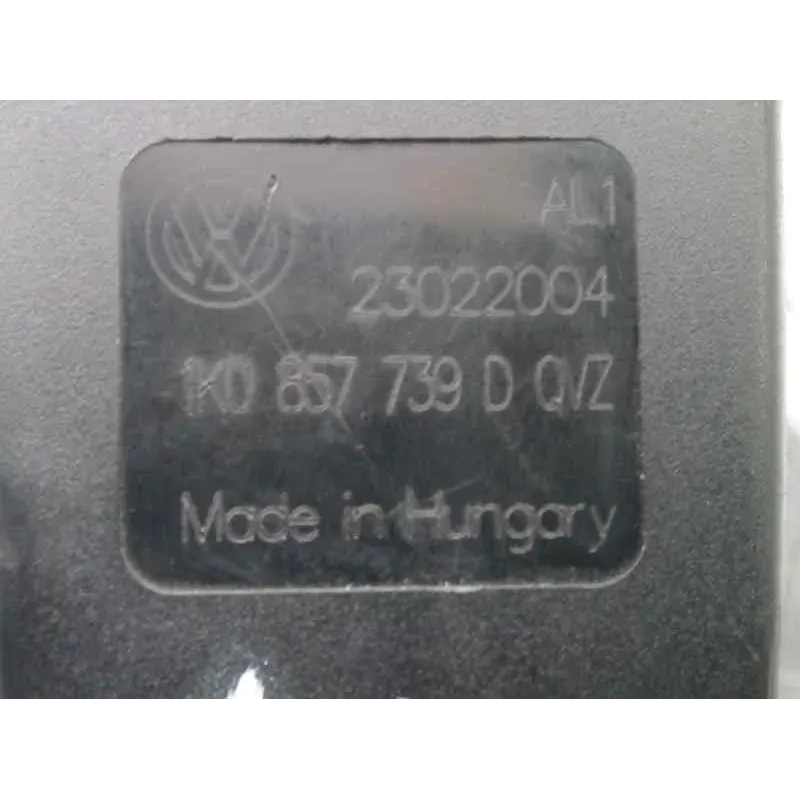 AL1
23022004
1K0 857 739 D QVZ
Made in Hungary